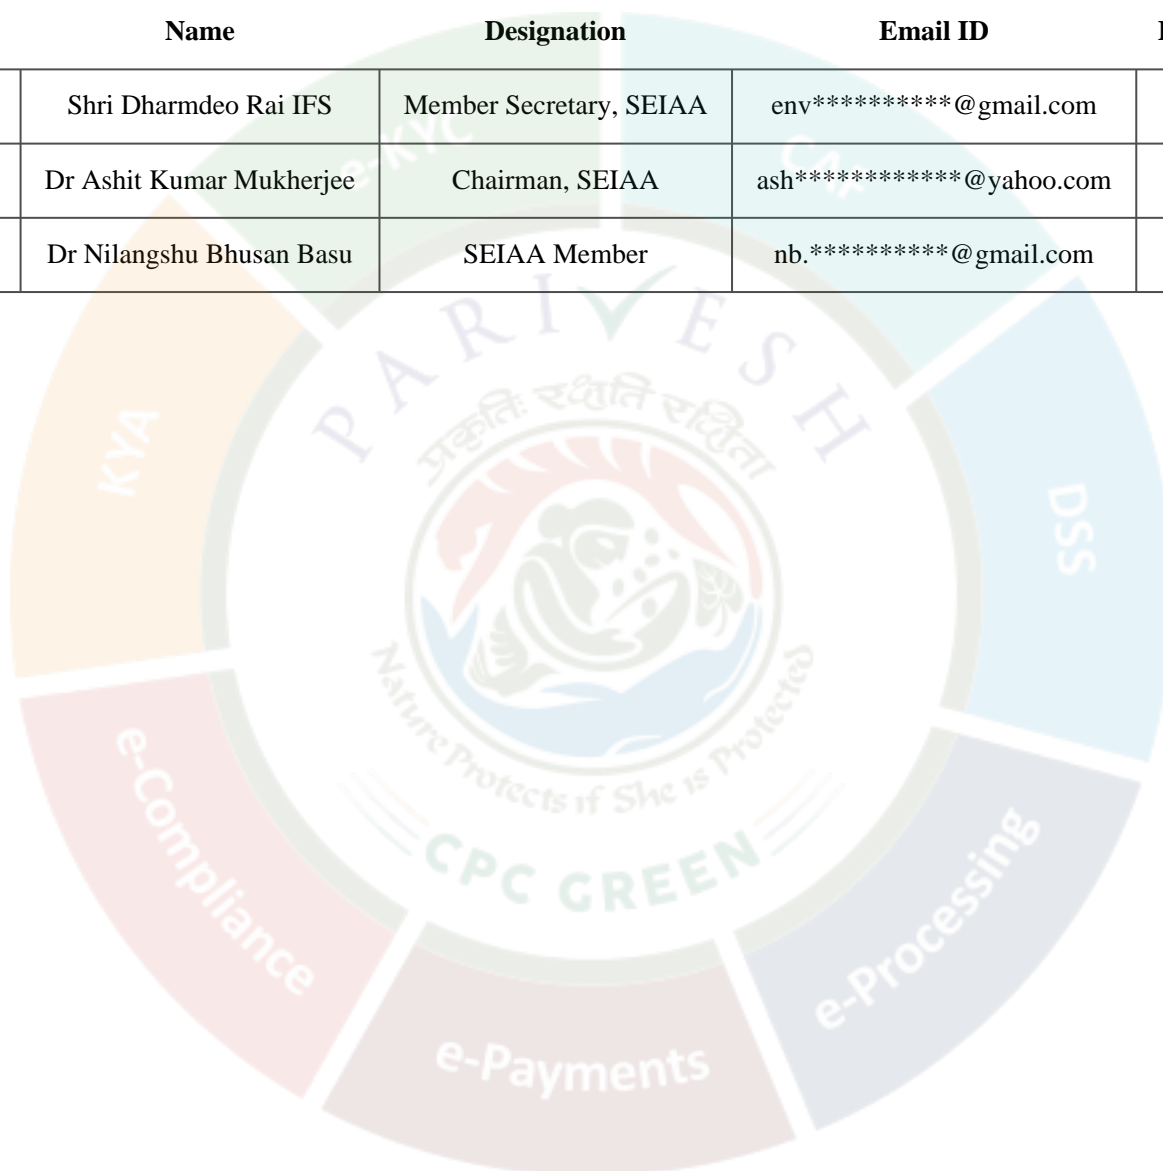 Name Designation Email ID
Shri Dharmdeo Rai IFS Member Secretary, SEIAA env**********@gmail.com
Dr Ashit Kumar Mukherjee Chairman, SEIAA ash************@yahoo.com
Dr Nilangshu Bhusan Basu SEIAA Member nb.**********@gmail.com
e-KYC
CAF
PARIVESH
प्रकृतिः रक्षति रक्षिता
KYA
DSS
Nature Protects if She is Protected
CPC GREEN
e-Compliance
e-Processing
e-Payments